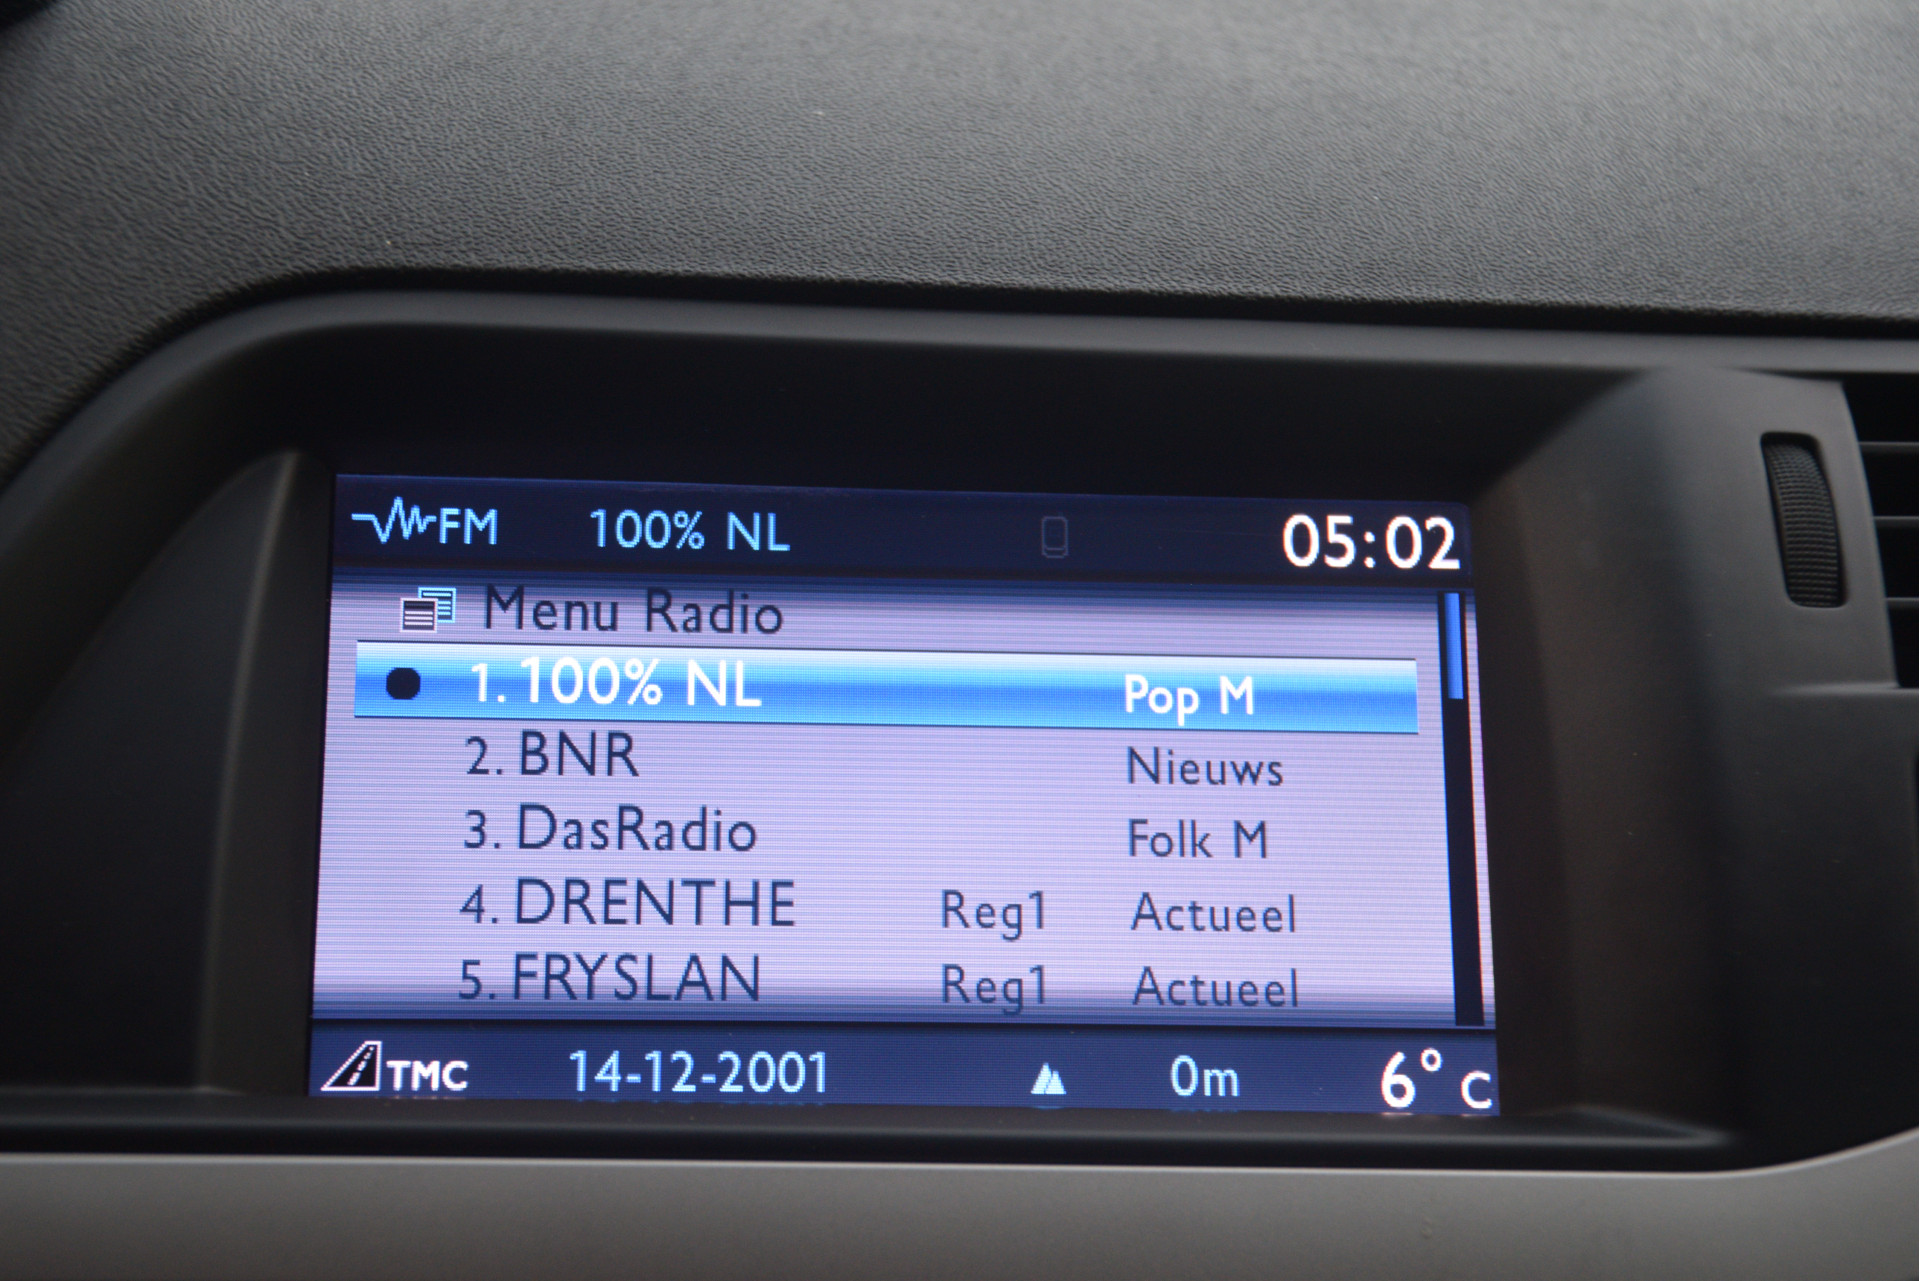 FM 100% NL 05:02
Menu Radio
1. 100% NL Pop M
2. BNR Nieuws
3. DasRadio Folk M
4. DRENTHE Reg1 Actueel
5. FRYSLAN Reg1 Actueel
TMC 14-12-2001 0m 6° C